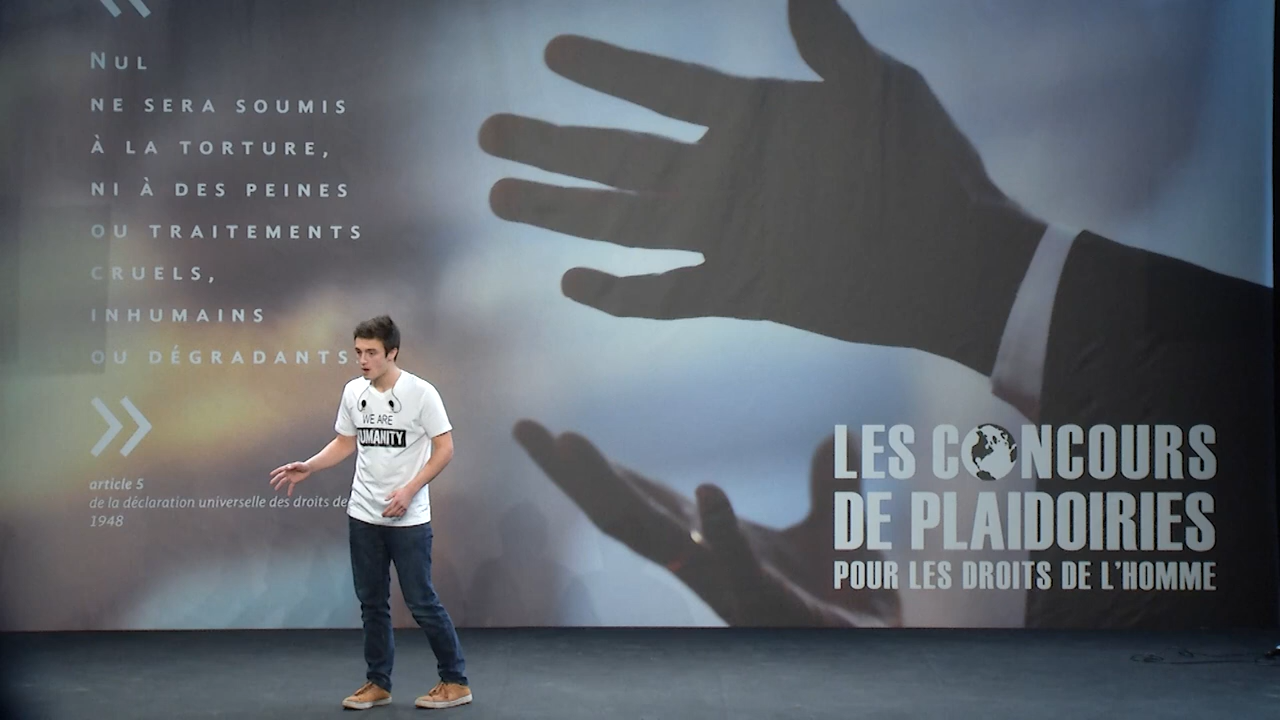 NUL
NE SERA SOUMIS
À LA TORTURE,
NI À DES PEINES
OU TRAITEMENTS
CRUELS,
INHUMAINS
OU DÉGRADANTS
article 5
de la déclaration universelle des droits de
1948
WE ARE
HUMANITY
LES CONCOURS
DE PLAIDOIRIES
POUR LES DROITS DE L'HOMME